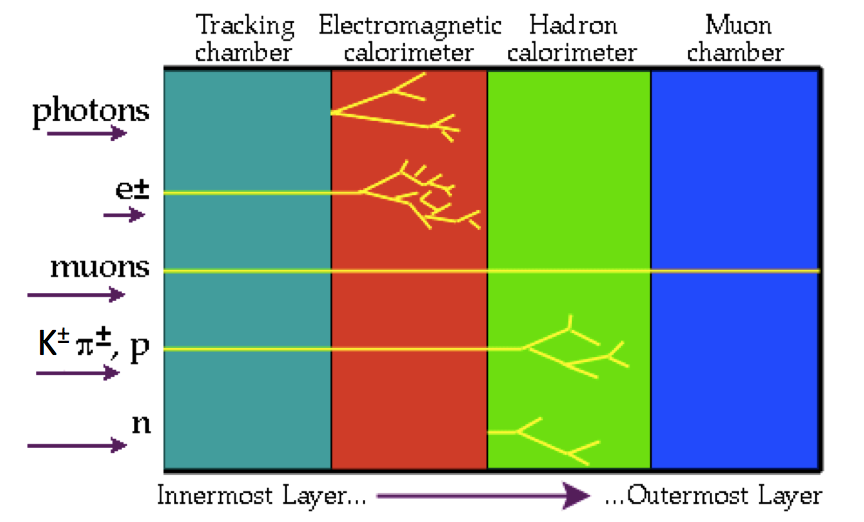 Tracking Electromagnetic Hadron Muon
chamber calorimeter calorimeter chamber
photons
e±
muons
K± π±, p
n
Innermost Layer... ...Outermost Layer